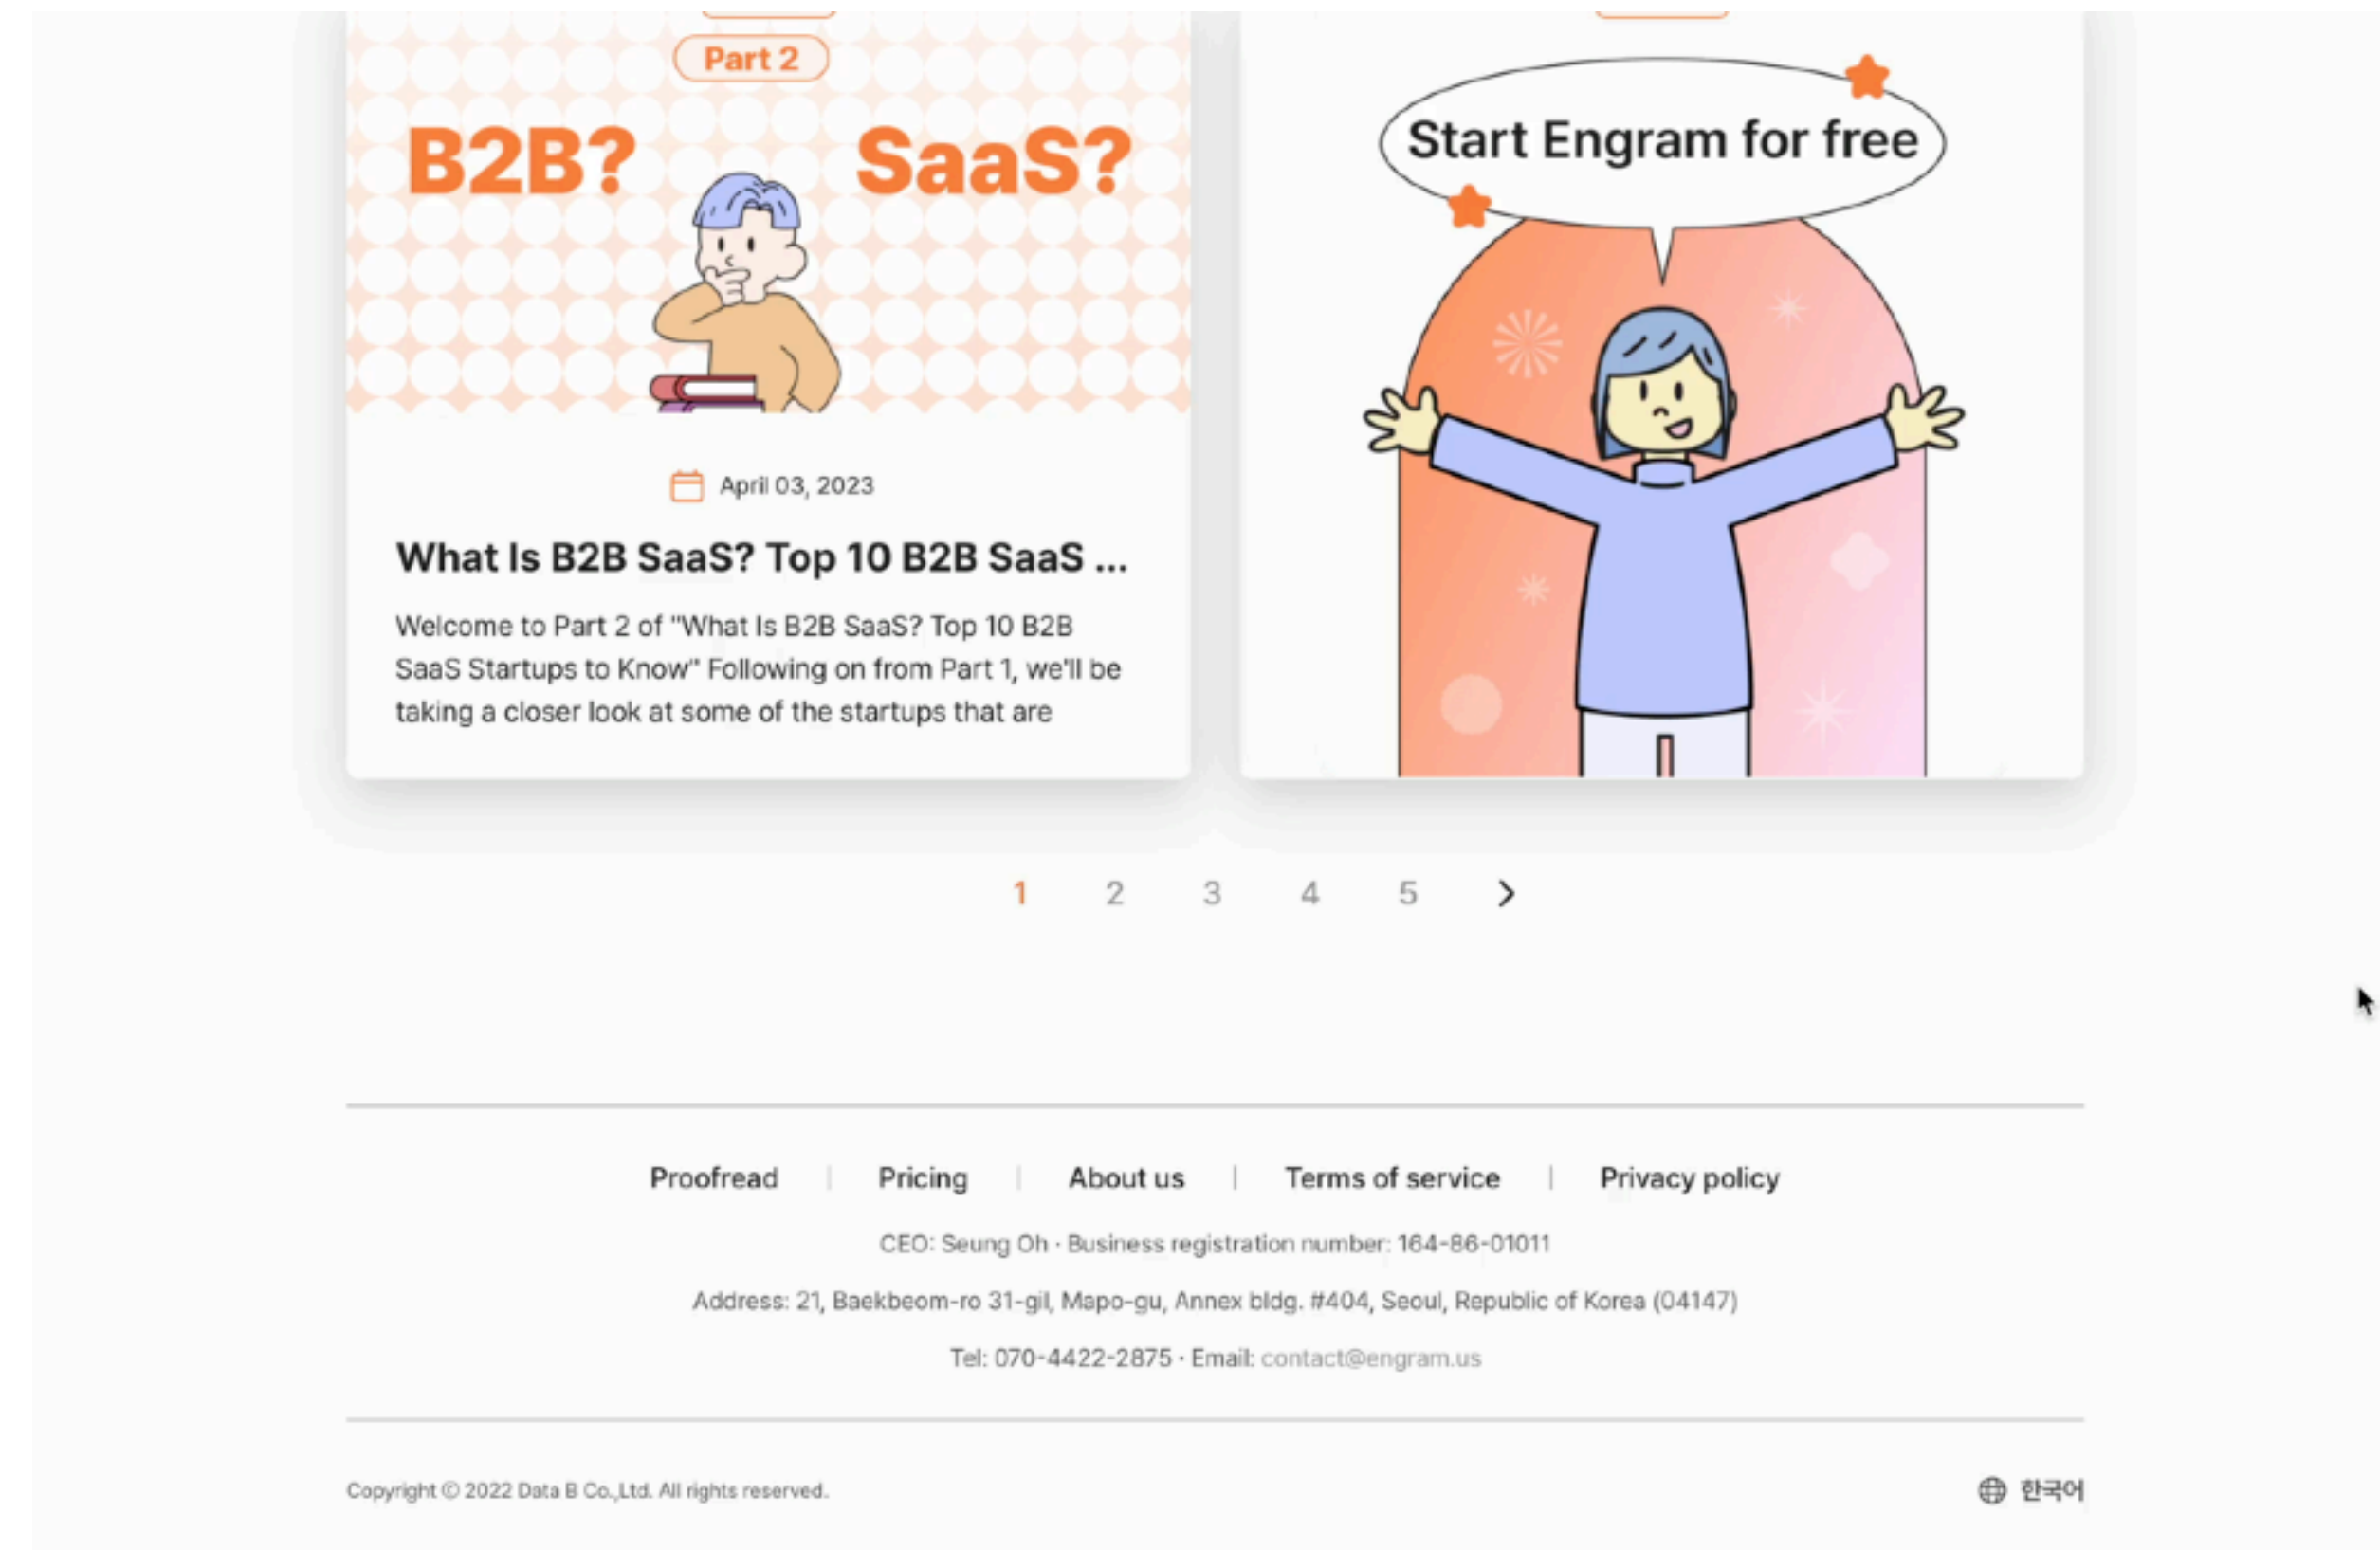 Part 2
B2B? SaaS?
April 03, 2023
What Is B2B SaaS? Top 10 B2B SaaS ...
Welcome to Part 2 of "What Is B2B SaaS? Top 10 B2B
SaaS Startups to Know" Following on from Part 1, we'll be
taking a closer look at some of the startups that are
Start Engram for free
1 2 3 4 5
Proofread | Pricing | About us | Terms of service | Privacy policy
CEO: Seung Oh · Business registration number: 164-86-01011
Address: 21, Baekbeom-ro 31-gil, Mapo-gu, Annex bldg. #404, Seoul, Republic of Korea (04147)
Tel: 070-4422-2875 · Email: contact@engram.us
Copyright © 2022 Data B Co.,Ltd. All rights reserved.
한국어